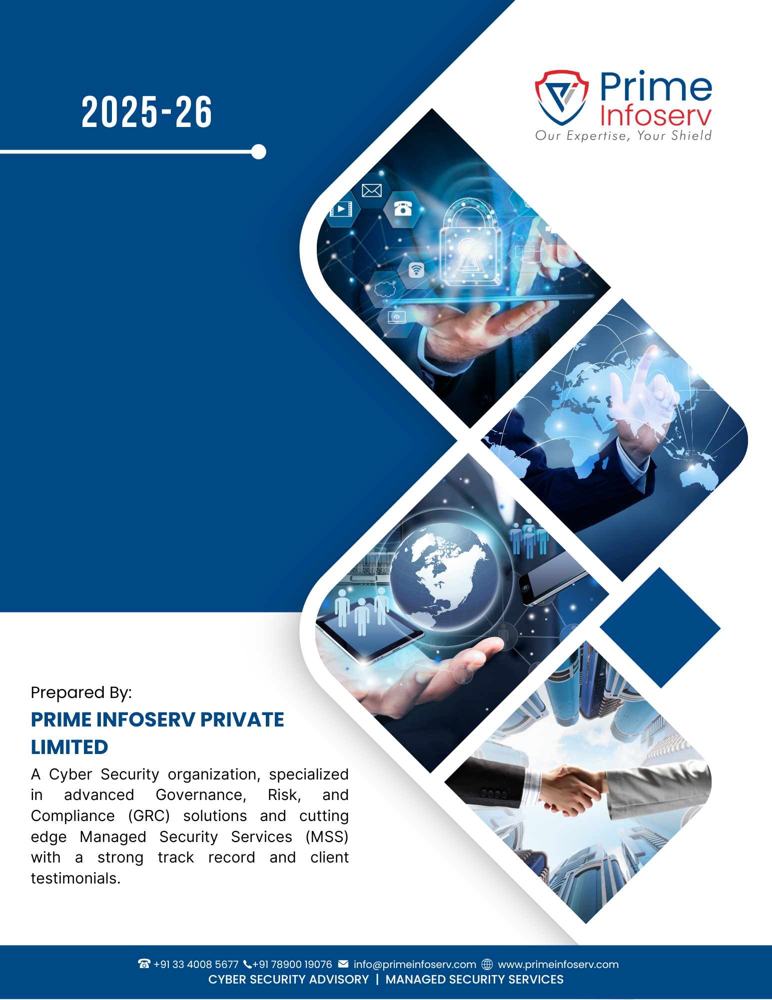 2025-26
Prime
Infoserv
Our Expertise, Your Shield
Prepared By:
PRIME INFOSERV PRIVATE
LIMITED
A Cyber Security organization, specialized
in advanced Governance, Risk, and
Compliance (GRC) solutions and cutting
edge Managed Security Services (MSS)
with a strong track record and client
testimonials.
+91 33 4008 5677 +91 78900 19076 info@primeinfoserv.com www.primeinfoserv.com
CYBER SECURITY ADVISORY | MANAGED SECURITY SERVICES